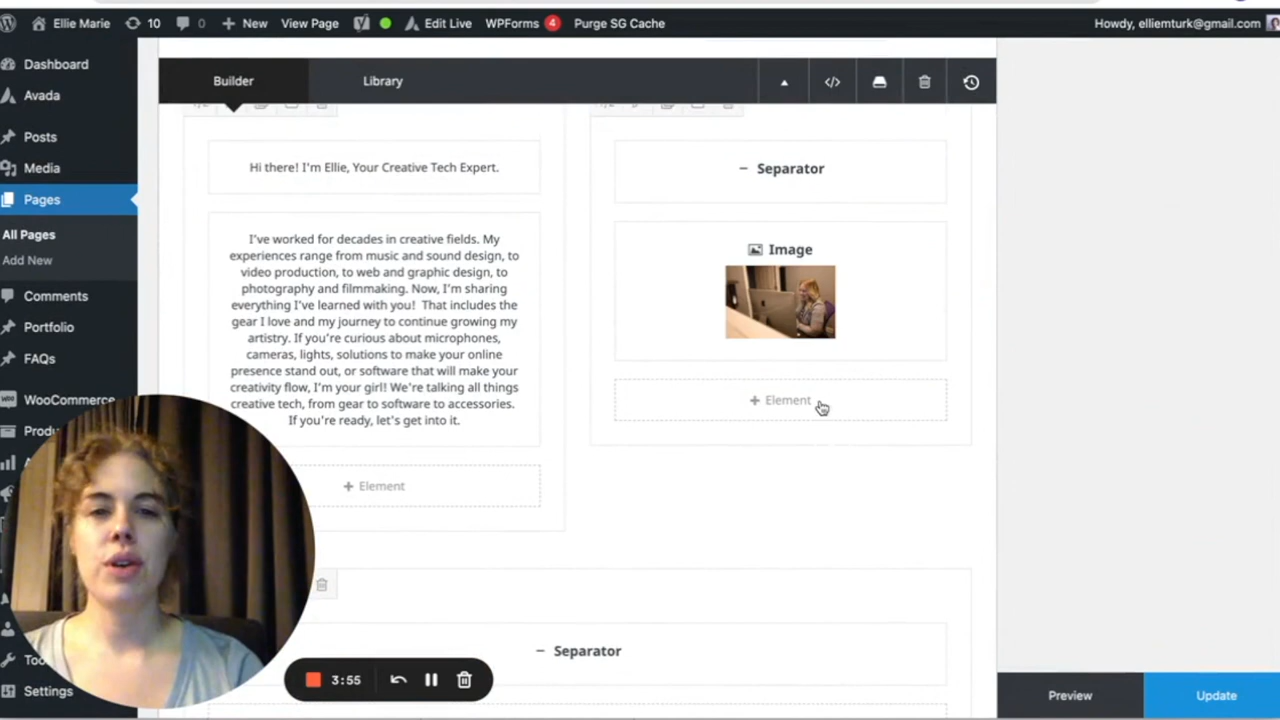 Ellie Marie 10 0 New View Page Edit Live WPForms 4 Purge SG Cache Howdy, elliemturk@gmail.com
Dashboard
Avada
Posts
Media
Pages
All Pages
Add New
Comments
Portfolio
FAQs
WooCommerce
Produ
Settings
Builder Library
Hi there! I'm Ellie, Your Creative Tech Expert.
I've worked for decades in creative fields. My
experiences range from music and sound design, to
video production, to web and graphic design, to
photography and filmmaking. Now, I'm sharing
everything I've learned with you! That includes the
gear I love and my journey to continue growing my
artistry. If you're curious about microphones,
cameras, lights, solutions to make your online
presence stand out, or software that will make your
creativity flow, I'm your girl! We're talking all things
creative tech, from gear to software to accessories.
If you're ready, let's get into it.
+ Element
Separator
Image
+ Element
Separator
3:55
Preview Update